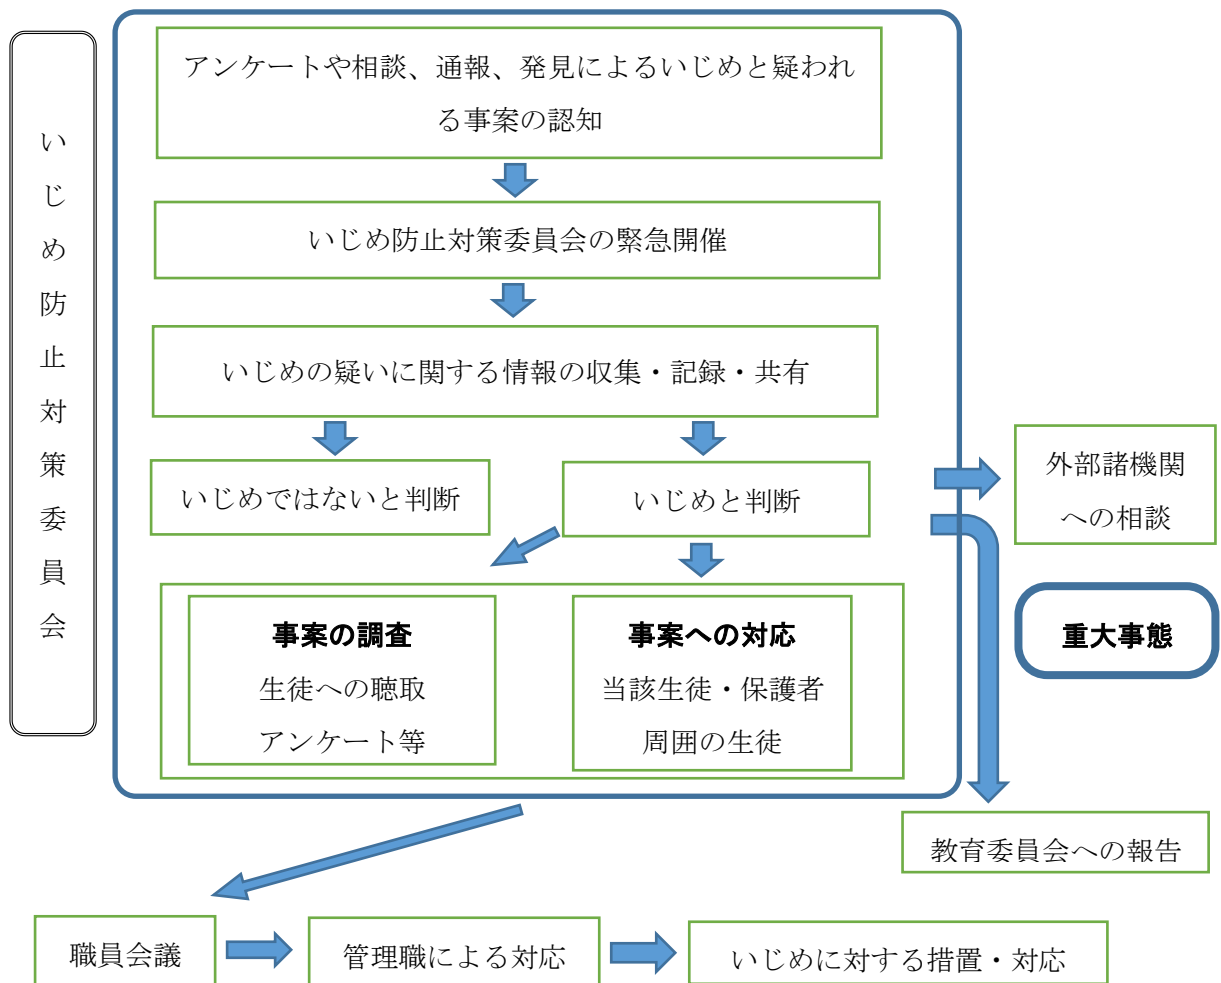 いじめ防止対策委員会
アンケートや相談、通報、発見によるいじめと疑われ
る事案の認知
いじめ防止対策委員会の緊急開催
いじめの疑いに関する情報の収集・記録・共有
いじめではないと判断
いじめと判断
外部諸機関
への相談
事案の調査
生徒への聴取
アンケート等
事案への対応
当該生徒・保護者
周囲の生徒
重大事態
教育委員会への報告
職員会議
管理職による対応
いじめに対する措置・対応